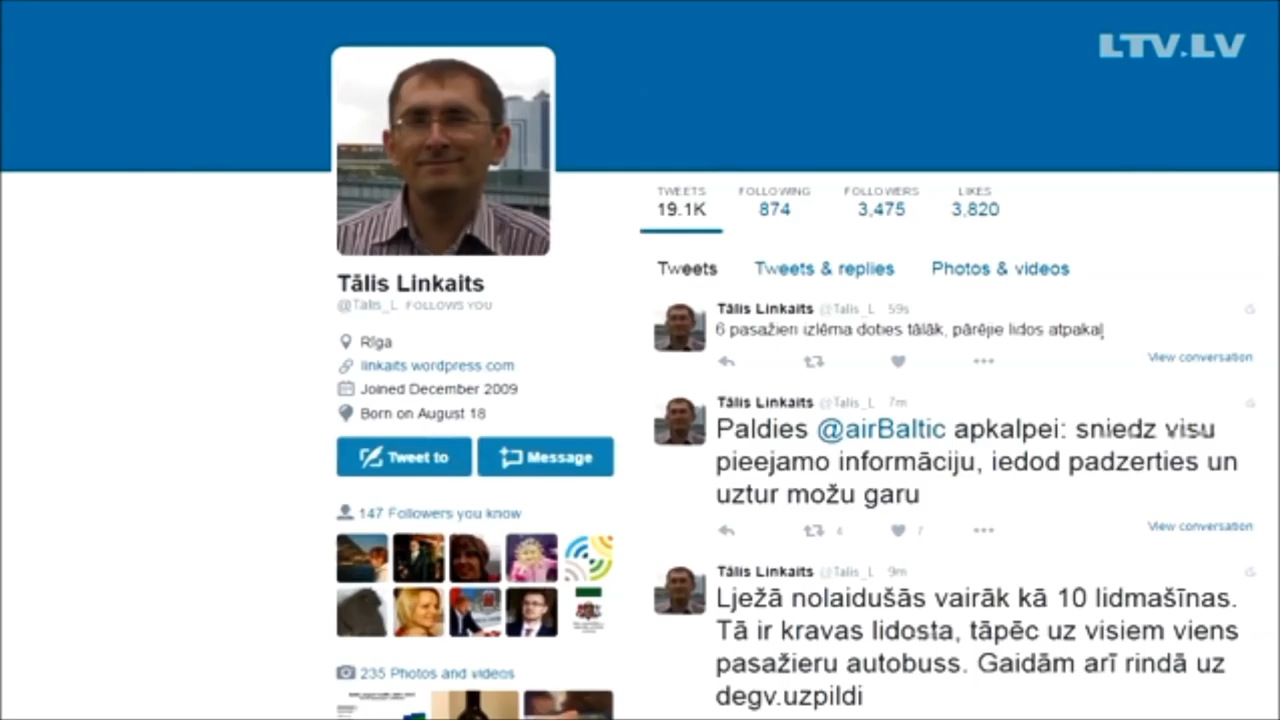 LTV.LV
TWEETS
19.1K
FOLLOWING
874
FOLLOWERS
3,475
LIKES
3,820
Tālis Linkaits
@Talis_L FOLLOWS YOU
Rīga
linkaits.wordpress.com
Joined December 2009
Born on August 18
Tweet to
Message
147 Followers you know
235 Photos and videos
Tweets
Tweets & replies
Photos & videos
Tālis Linkaits @Talis_L 59s
6 pasažieri izlēma doties tālāk, pārējie lidos atpakaļ
View conversation
Tālis Linkaits @Talis_L 7m
Paldies @airBaltic apkalpei: sniedz visu
pieejamo informāciju, iedod padzerties un
uztur možu garu
4
7
View conversation
Tālis Linkaits @Talis_L 9m
Lježā nolaidušās vairāk kā 10 lidmašīnas.
Tā ir kravas lidosta, tāpēc uz visiem viens
pasažieru autobuss. Gaidām arī rindā uz
degv.uzpildi